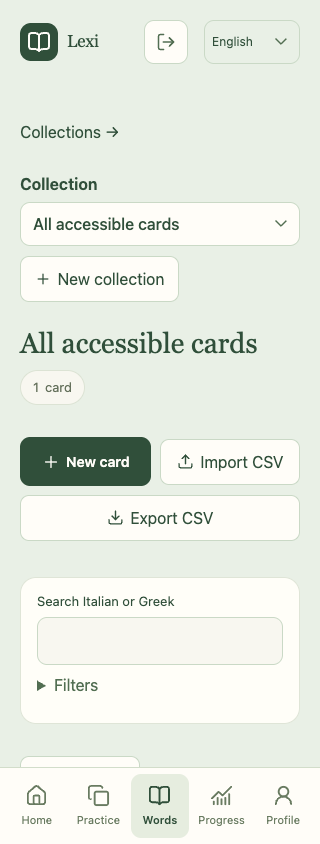 Lexi
English
Collections →
Collection
All accessible cards
+ New collection
All accessible cards
1 card
+ New card
Import CSV
Export CSV
Search Italian or Greek
Filters
Home
Practice
Words
Progress
Profile